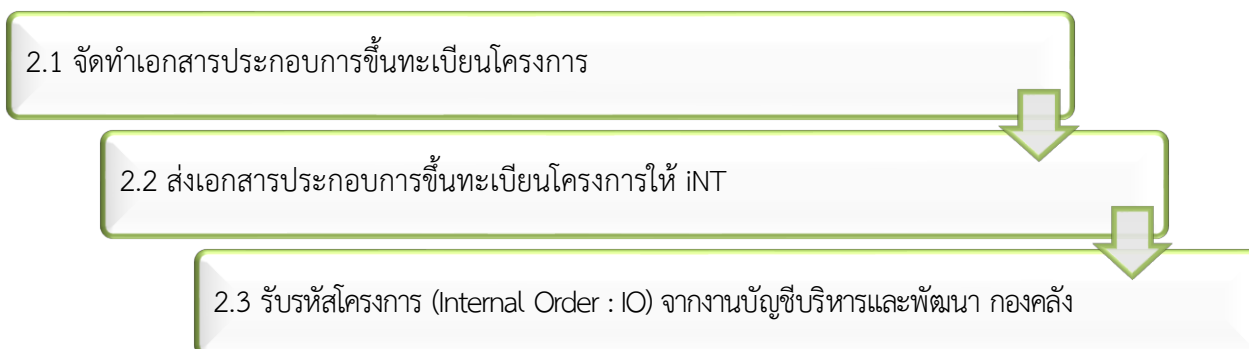 2.1 จัดทำเอกสารประกอบการขึ้นทะเบียนโครงการ
2.2 ส่งเอกสารประกอบการขึ้นทะเบียนโครงการให้ iNT
2.3 รับรหัสโครงการ (Internal Order : IO) จากงานบัญชีบริหารและพัฒนา กองคลัง